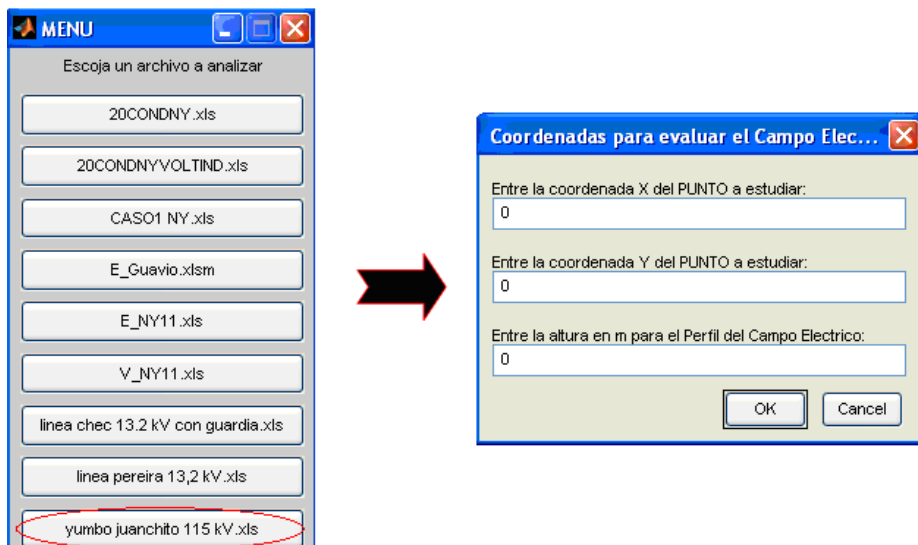 MENU
Escoja un archivo a analizar
20CONDNY.xls
20CONDNYVOLTIND.xls
CASO1 NY.xls
E_Guavio.xlsm
E_NY11.xls
V_NY11.xls
linea chec 13.2 kV con guardia.xls
linea pereira 13,2 kV.xls
yumbo juanchito 115 kV.xls
Coordenadas para evaluar el Campo Elec...
Entre la coordenada X del PUNTO a estudiar:
0
Entre la coordenada Y del PUNTO a estudiar:
0
Entre la altura en m para el Perfil del Campo Electrico:
0
OK Cancel